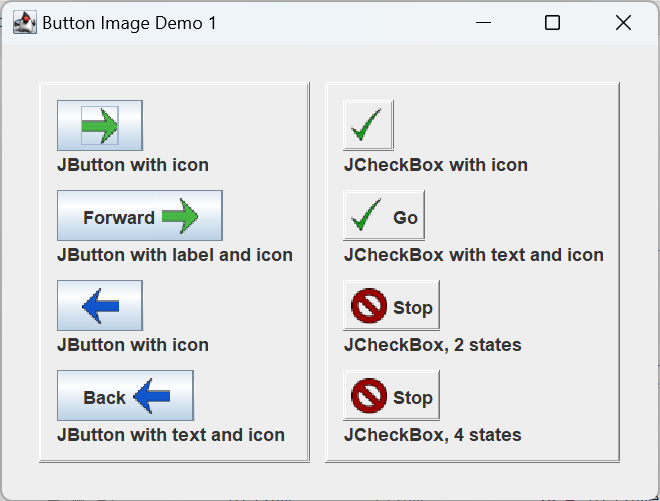 Button Image Demo 1
JButton with icon
Forward
JButton with label and icon
JButton with icon
Back
JButton with text and icon
JCheckBox with icon
Go
JCheckBox with text and icon
Stop
JCheckBox, 2 states
Stop
JCheckBox, 4 states